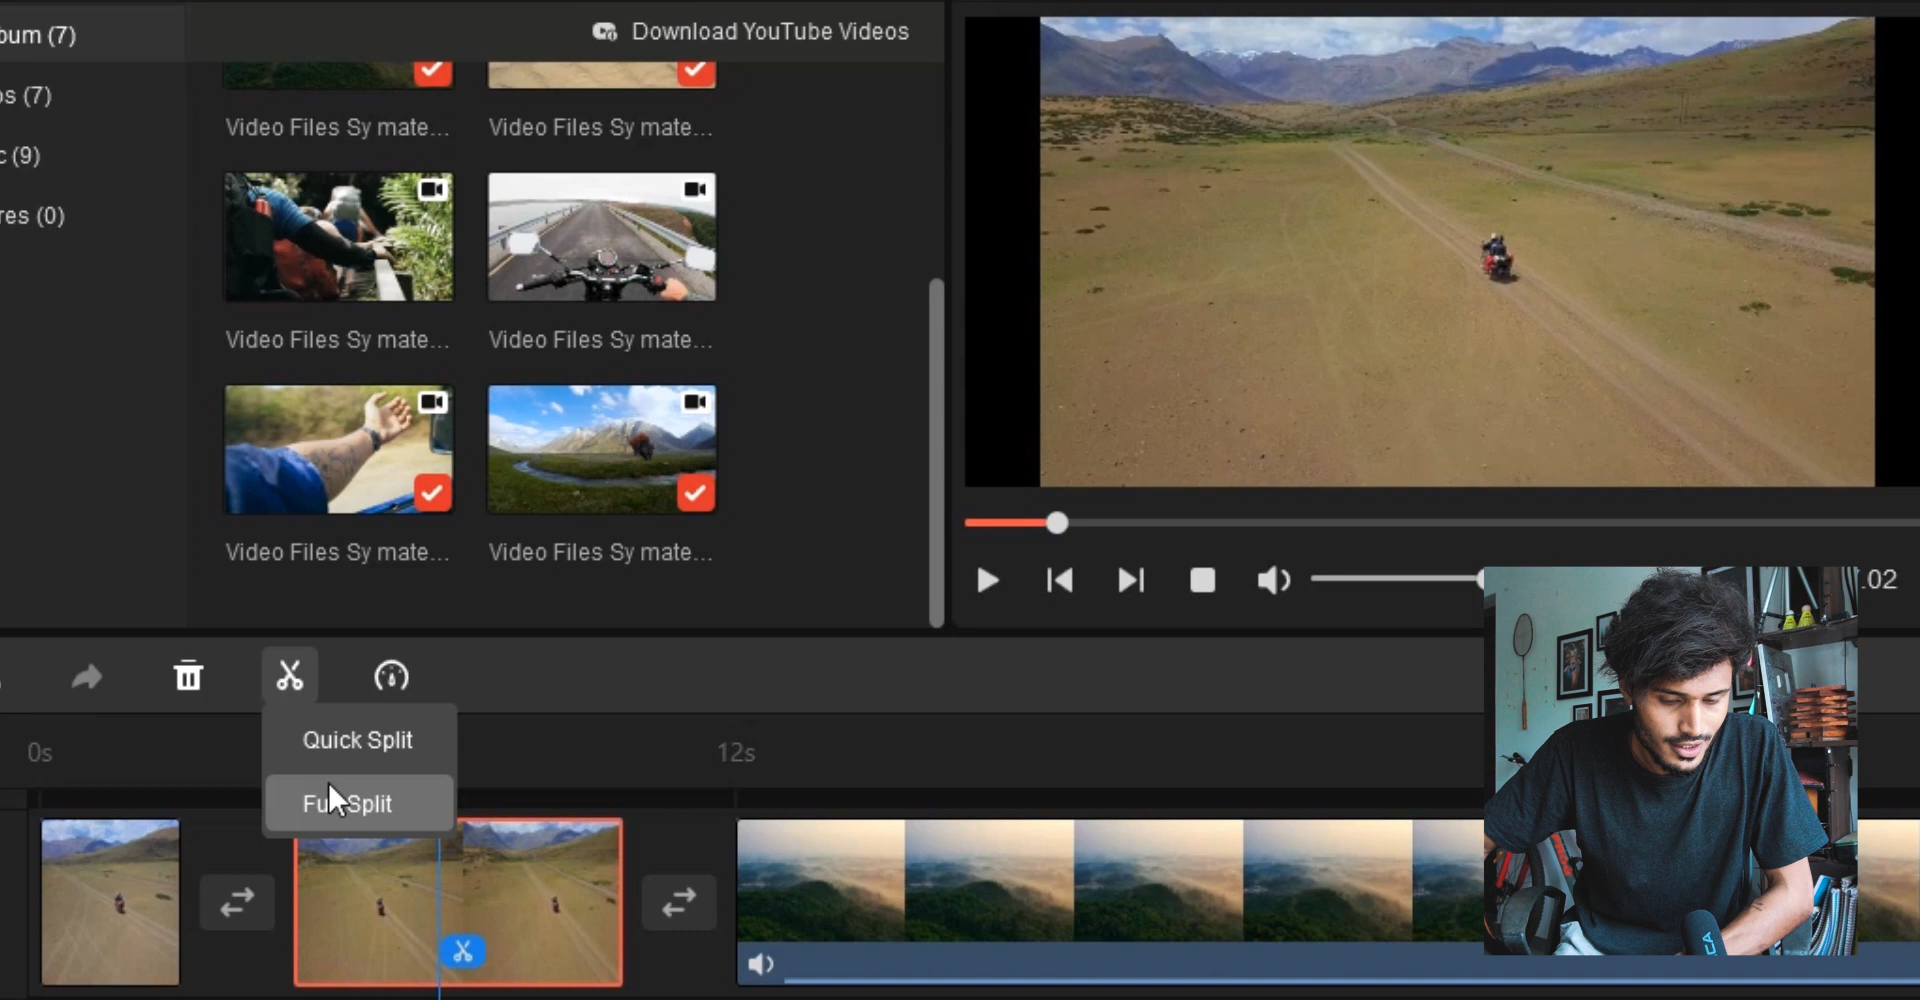 bum (7)
Download YouTube Videos
os (7)
c (9)
res (0)
Video Files Sy mate...
Video Files Sy mate...
Video Files Sy mate...
Video Files Sy mate...
Video Files Sy mate...
Video Files Sy mate...
.02
Quick Split
Full Split
0s
12s